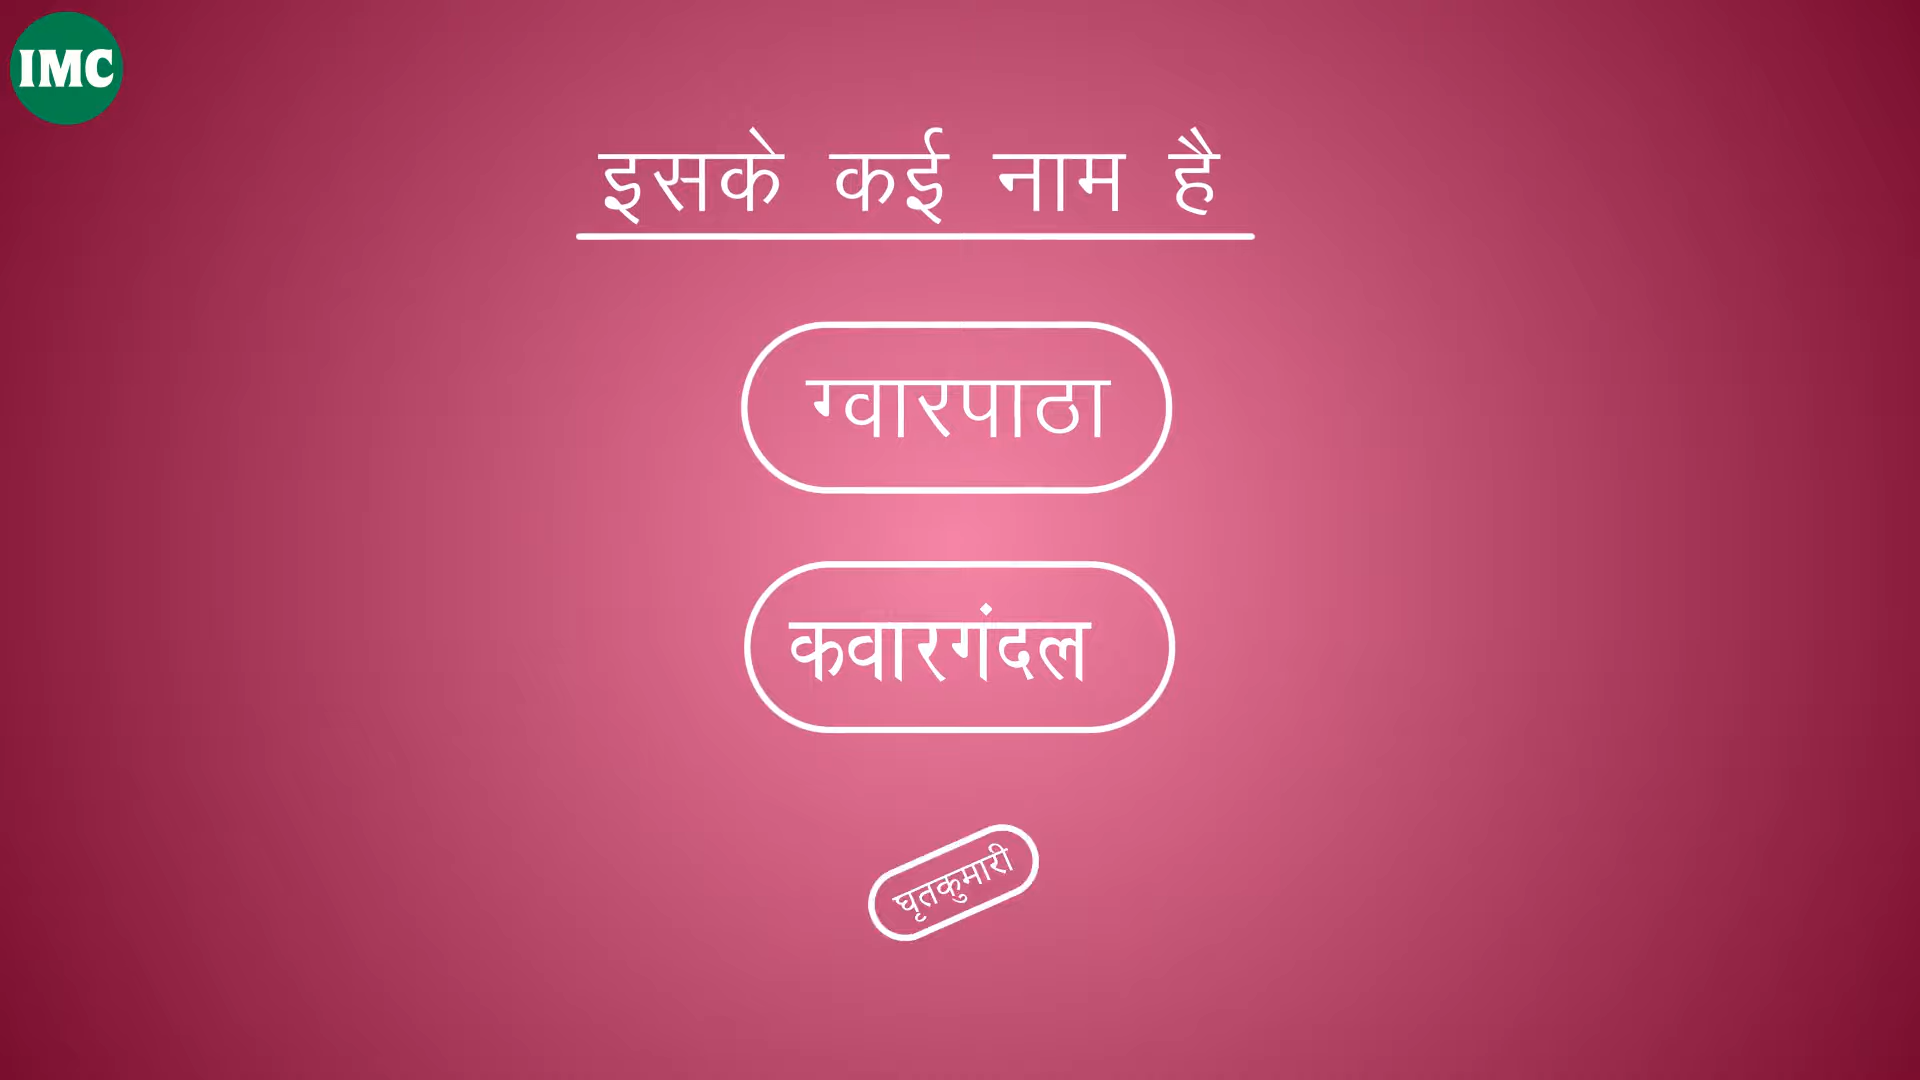 IMC
इसके कई नाम है
ग्वारपाठा
कवारगंदल
घृतकुमारी